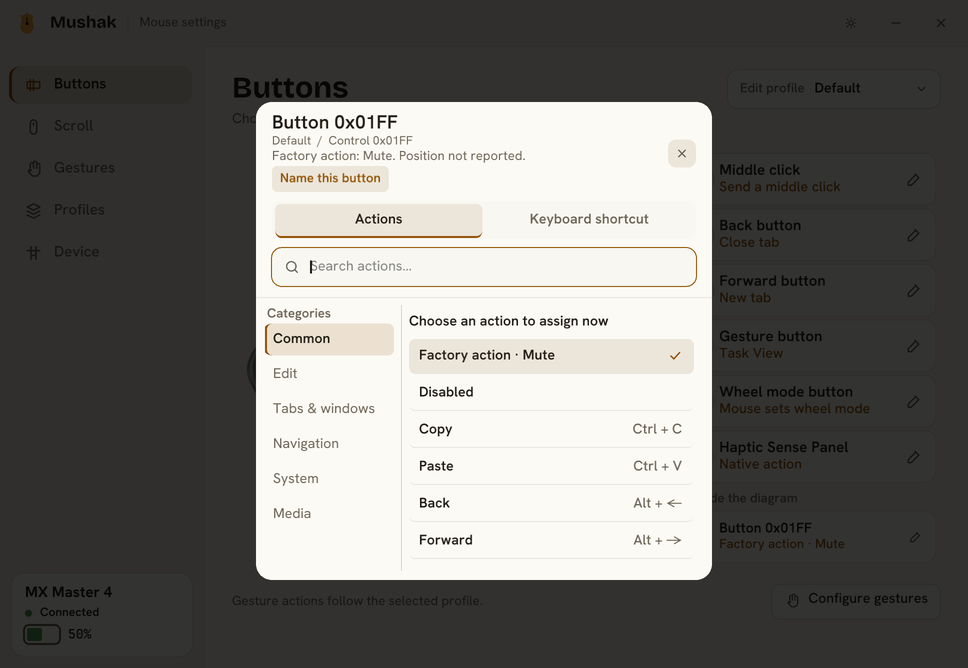 Mushak
Mouse settings
Buttons
Scroll
Gestures
Profiles
Device
MX Master 4
Connected
50%
Buttons
Cho
Edit profile Default
Button 0x01FF
Default / Control 0x01FF
Factory action: Mute. Position not reported.
Name this button
Actions
Keyboard shortcut
Search actions...
Categories
Common
Edit
Tabs & windows
Navigation
System
Media
Choose an action to assign now
Factory action · Mute
Disabled
Copy Ctrl + C
Paste Ctrl + V
Back Alt + ←
Forward Alt + →
Middle click
Send a middle click
Back button
Close tab
Forward button
New tab
Gesture button
Task View
Wheel mode button
Mouse sets wheel mode
Haptic Sense Panel
Native action
de the diagram
Button 0x01FF
Factory action · Mute
Gesture actions follow the selected profile.
Configure gestures